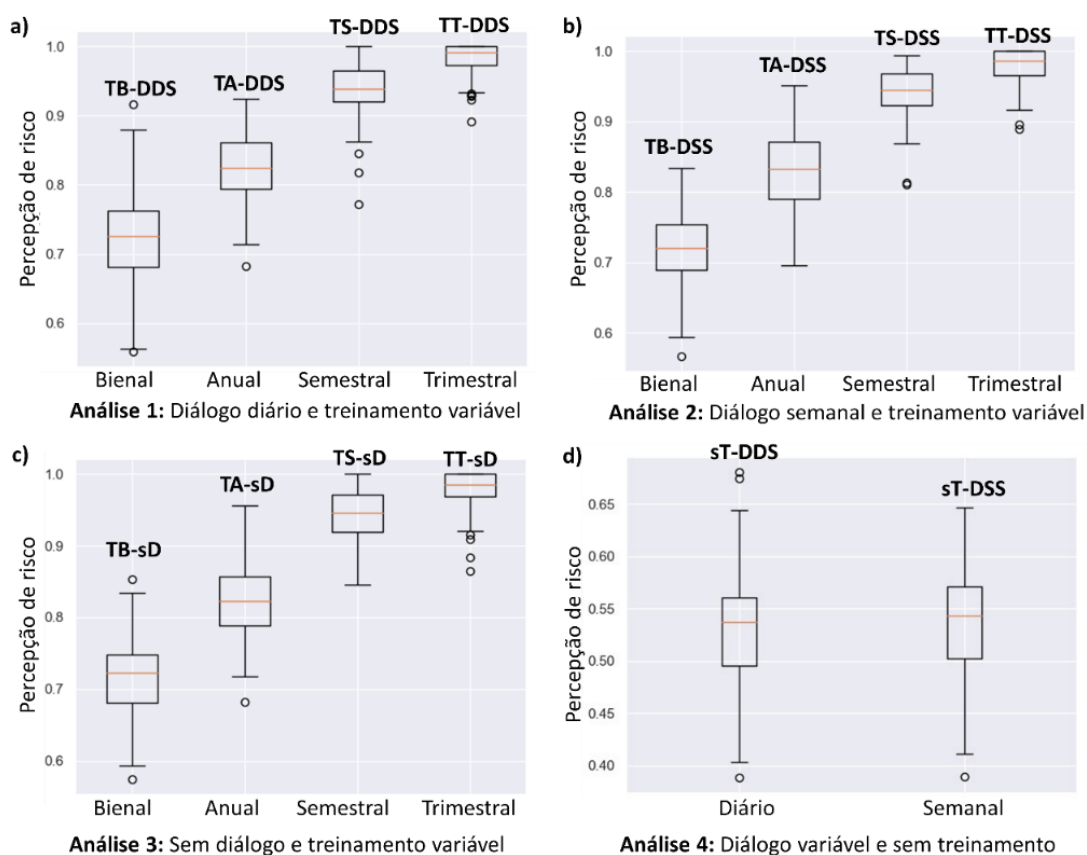 a)
TB-DDS
TA-DDS
TS-DDS
TT-DDS
Percepção de risco
1.0
0.9
0.8
0.7
0.6
Bienal
Anual
Semestral
Trimestral
Análise 1: Diálogo diário e treinamento variável
b)
TB-DSS
TA-DSS
TS-DSS
TT-DSS
Percepção de risco
1.0
0.9
0.8
0.7
0.6
Bienal
Anual
Semestral
Trimestral
Análise 2: Diálogo semanal e treinamento variável
c)
TB-sD
TA-sD
TS-sD
TT-sD
Percepção de risco
1.0
0.9
0.8
0.7
0.6
Bienal
Anual
Semestral
Trimestral
Análise 3: Sem diálogo e treinamento variável
d)
sT-DDS
sT-DSS
Percepção de risco
0.65
0.60
0.55
0.50
0.45
0.40
Diário
Semanal
Análise 4: Diálogo variável e sem treinamento